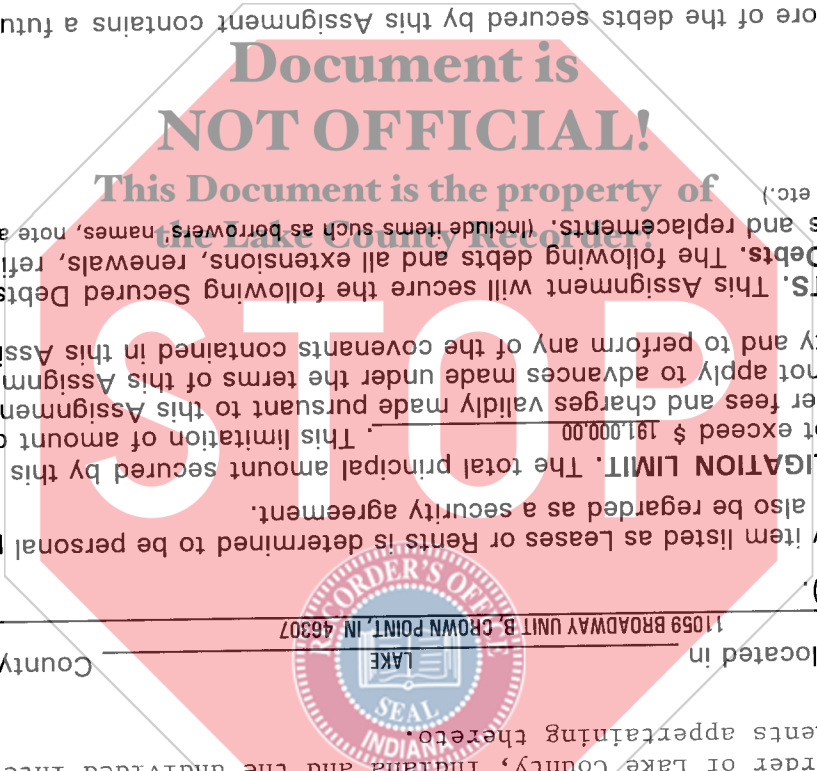 Document is
NOT OFFICIAL!
This Document is the property of
the Lake County Recorder!
STOP
RECORDER'S OFFICE
SEAL
INDIANA
rder of Lake County, Indiana and the undivided inte
ents appertaining thereto.
located in LAKE County
11059 BROADWAY UNIT B, CROWN POINT, IN 46307
).
y item listed as Leases or Rents is determined to be personal
also be regarded as a security agreement.
IGATION LIMIT. The total principal amount secured by this
ot exceed $ 191,000.00 . This limitation of amount
er fees and charges validly made pursuant to this Assignmen
not apply to advances made under the terms of this Assignm
ty and to perform any of the covenants contained in this Assi
TS. This Assignment will secure the following Secured Debts
Debts. The following debts and all extensions, renewals, refi
s and replacements. (Include items such as borrowers' names, note a
etc.)
ore of the debts secured by this Assignment contains a futu